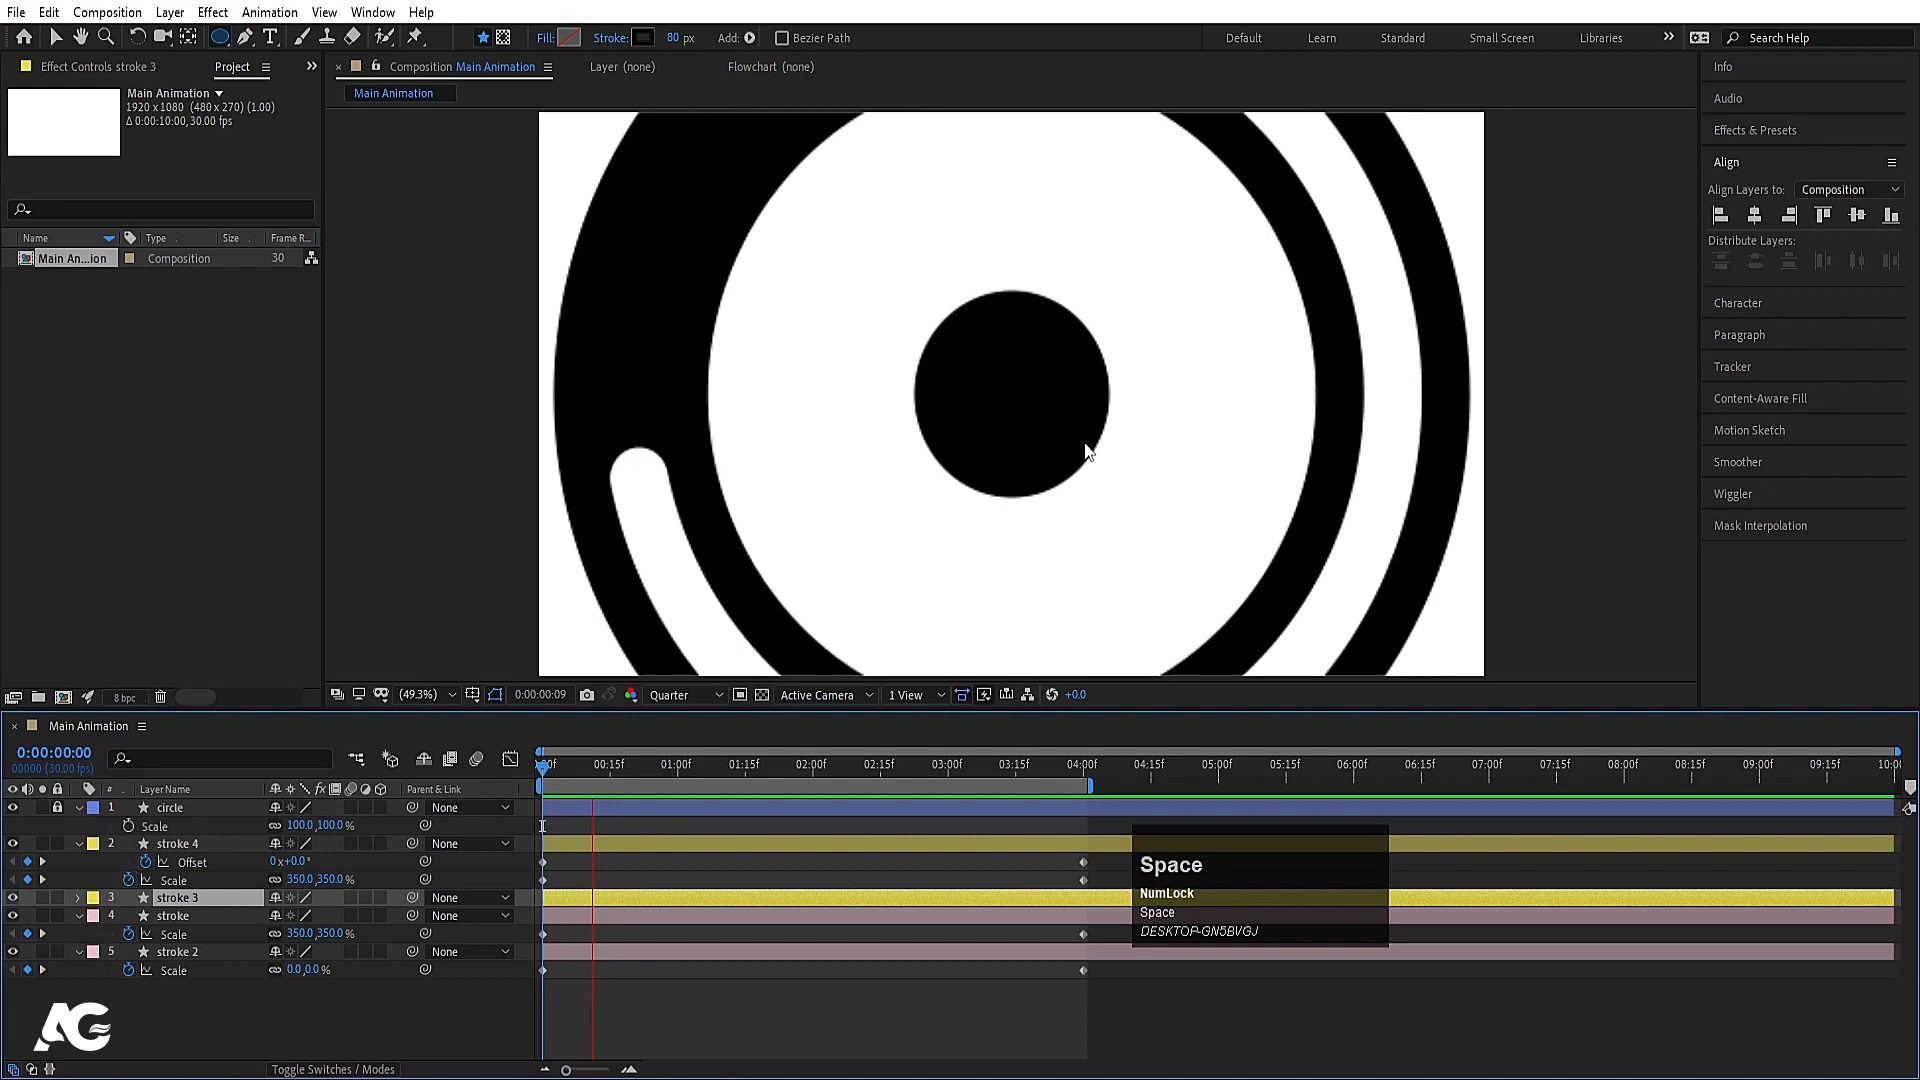 File Edit Composition Layer Effect Animation View Window Help
Fill: Stroke: 80 px Add: Bezier Path Default Learn Standard Small Screen Libraries Search Help
Effect Controls stroke 3 Project Composition Main Animation Layer (none) Flowchart (none)
Main Animation
Main Animation
1920 x 1080 (480 x 270) (1.00)
Δ 0:00:10:00, 30.00 fps
Name Type Size Frame R...
Main An...ion Composition 30
8 bpc
(49.3%) 0:00:00:09 Quarter Active Camera 1 View +0.0
Info
Audio
Effects & Presets
Align
Align Layers to: Composition
Distribute Layers:
Character
Paragraph
Tracker
Content-Aware Fill
Motion Sketch
Smoother
Wiggler
Mask Interpolation
Main Animation
0:00:00:00
00000 (30.00 fps)
00:15f 01:00f 01:15f 02:00f 02:15f 03:00f 03:15f 04:00f 04:15f 05:00f 05:15f 06:00f 06:15f 07:00f 07:15f 08:00f 08:15f 09:00f 09:15f 10:0
# Layer Name fx Parent & Link
1 circle None
Scale 100.0,100.0 %
2 stroke 4 None
Offset 0x+0.0°
Scale 350.0,350.0 %
3 stroke 3 None
4 stroke None
Scale 350.0,350.0 %
5 stroke 2 None
Scale 0.0,0.0 %
Space
NumLock
Space
DESKTOP-GN5BVGJ
AG
Toggle Switches / Modes